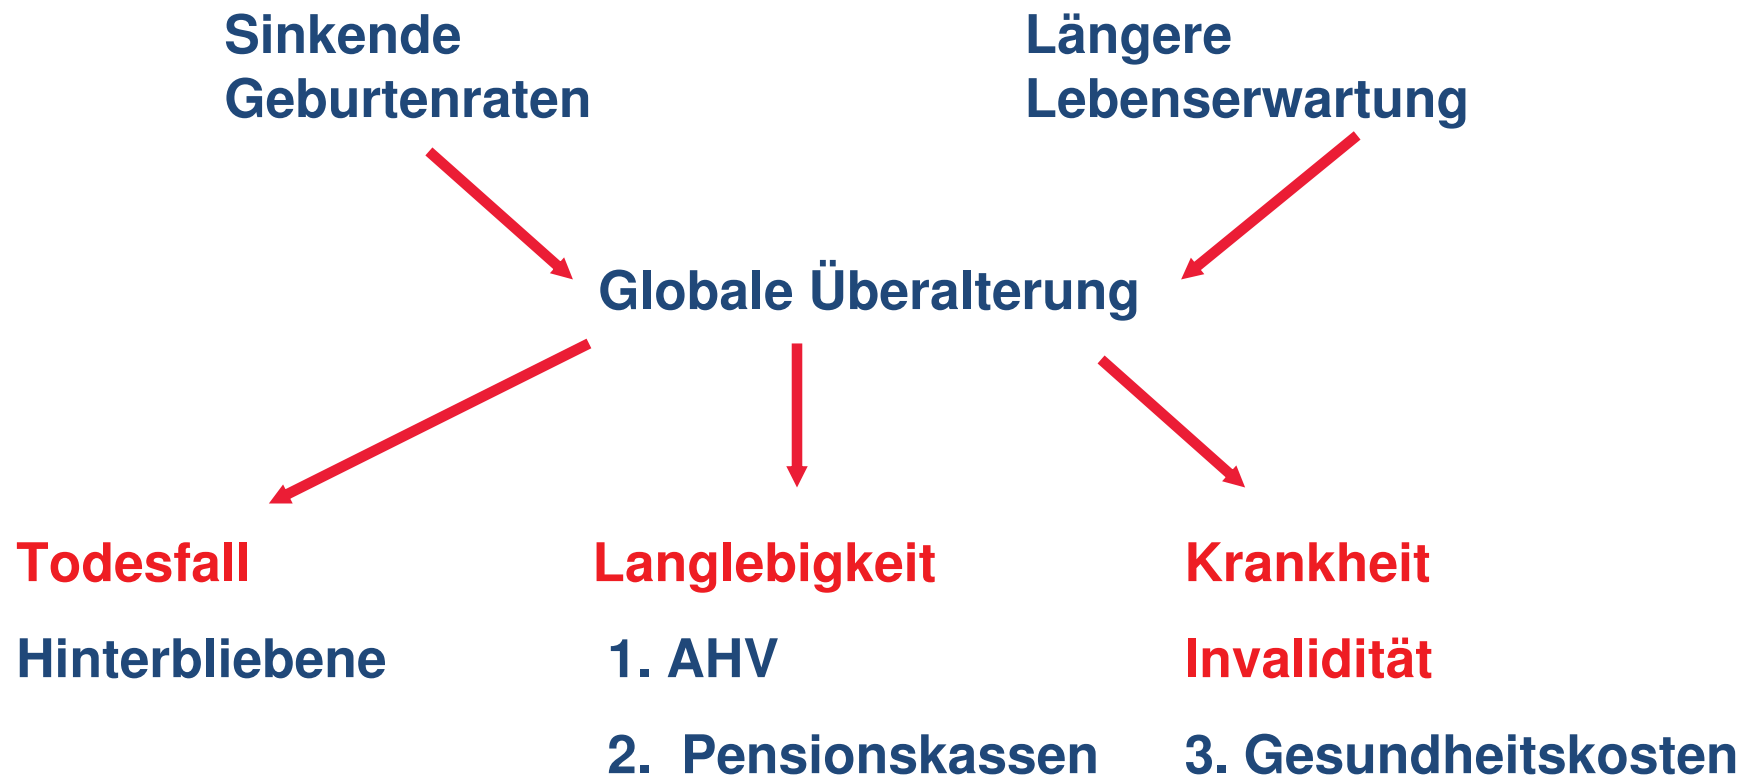 Sinkende
Geburtenraten
Längere
Lebenserwartung
Globale Überalterung
Todesfall
Hinterbliebene
Langlebigkeit
1. AHV
2. Pensionskassen
Krankheit
Invalidität
3. Gesundheitskosten